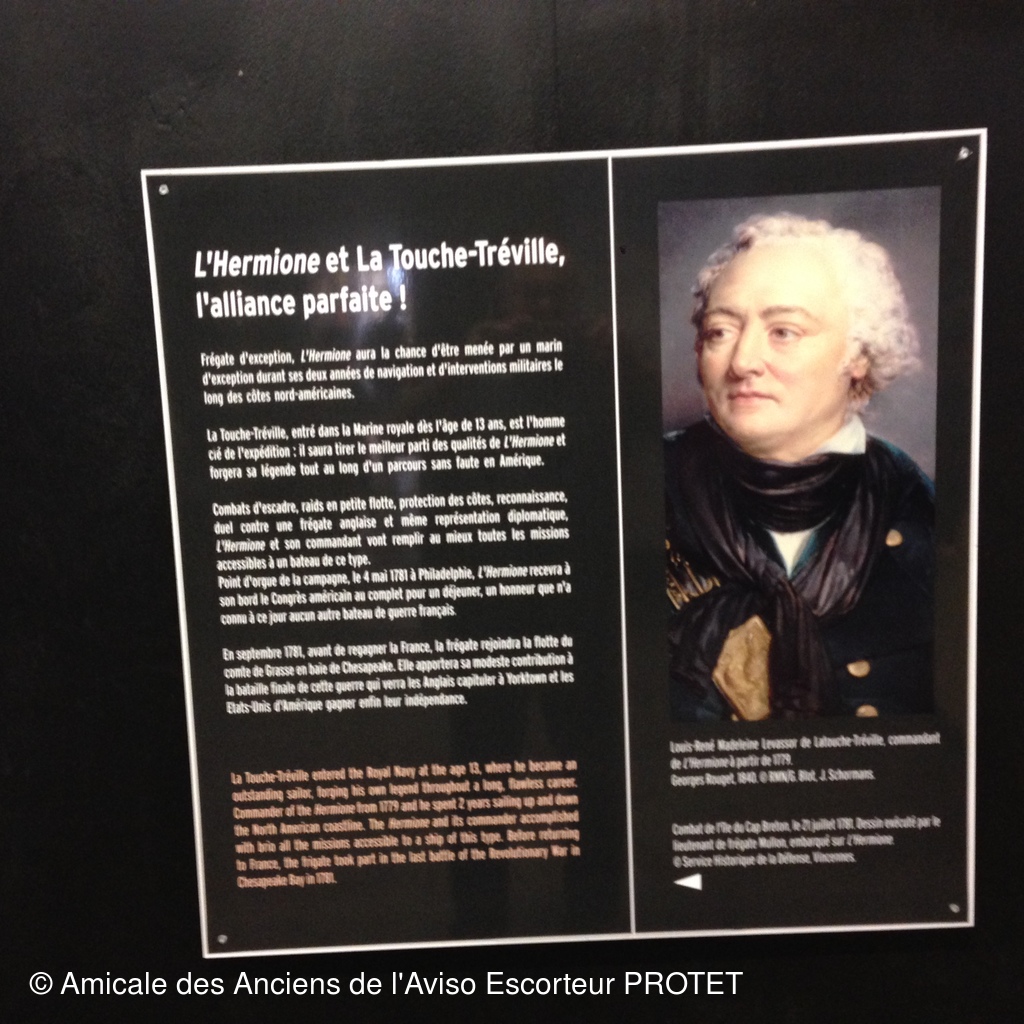 L'Hermione et La Touche-Tréville,
l'alliance parfaite !
Frégate d'exception, L'Hermione aura la chance d'être menée par un marin
d'exception durant ses deux années de navigation et d'interventions militaires le
long des côtes nord-américaines.
La Touche-Tréville, entré dans la Marine royale dès l'âge de 13 ans, est l'homme
clé de l'expédition : il saura tirer le meilleur parti des qualités de L'Hermione et
forgera sa légende tout au long d'un parcours sans faute en Amérique.
Combats d'escadre, raids en petite flotte, protection des côtes, reconnaissance,
duel contre une frégate anglaise et même représentation diplomatique,
L'Hermione et son commandant vont remplir au mieux toutes les missions
accessibles à un bateau de ce type.
Point d'orgue de la campagne, le 4 mai 1781 à Philadelphie, L'Hermione recevra à
son bord le Congrès américain au complet pour un déjeuner, un honneur que n'a
connu à ce jour aucun autre bateau de guerre français.
En septembre 1781, avant de regagner la France, la frégate rejoindra la flotte du
comte de Grasse en baie de Chesapeake. Elle apportera sa modeste contribution à
la bataille finale de cette guerre qui verra les Anglais capituler à Yorktown et les
Etats-Unis d'Amérique gagner enfin leur indépendance.
La Touche-Tréville entered the Royal Navy at the age 13, where he became an
outstanding sailor, forging his own legend throughout a long, flawless career.
Commander of the Hermione from 1779 and he spent 2 years sailing up and down
the North American coastline. The Hermione and its commander accomplished
with brio all the missions accessible to a ship of this type. Before returning
to France, the frigate took part in the last battle of the Revolutionary War in
Chesapeake Bay in 1781.
Louis-René Madeleine Levassor de Latouche-Tréville, commandant
de L'Hermione à partir de 1779.
Georges Rouget, 1840. © RMN/G. Blot, J. Schormans.
Combat de l'île du Cap Breton, le 21 juillet 1781. Dessin exécuté par le
lieutenant de frégate Mullon, embarqué sur L'Hermione
© Service Historique de la Défense, Vincennes.
© Amicale des Anciens de l'Aviso Escorteur PROTET